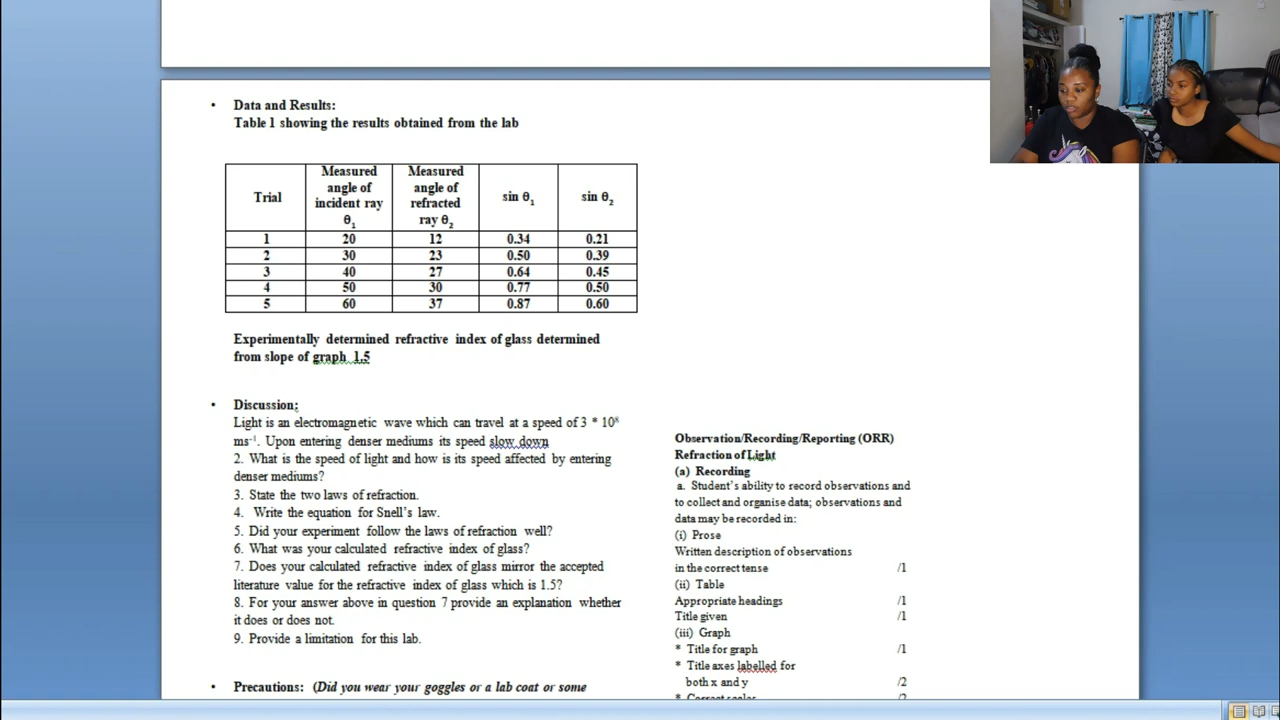 • Data and Results:
Table 1 showing the results obtained from the lab
Trial | Measured angle of incident ray θ₁ | Measured angle of refracted ray θ₂ | sin θ₁ | sin θ₂
1 | 20 | 12 | 0.34 | 0.21
2 | 30 | 23 | 0.50 | 0.39
3 | 40 | 27 | 0.64 | 0.45
4 | 50 | 30 | 0.77 | 0.50
5 | 60 | 37 | 0.87 | 0.60
Experimentally determined refractive index of glass determined
from slope of graph 1.5
• Discussion:
Light is an electromagnetic wave which can travel at a speed of 3 * 10⁸
ms⁻¹. Upon entering denser mediums its speed slow down
2. What is the speed of light and how is its speed affected by entering
denser mediums?
3. State the two laws of refraction.
4. Write the equation for Snell’s law.
5. Did your experiment follow the laws of refraction well?
6. What was your calculated refractive index of glass?
7. Does your calculated refractive index of glass mirror the accepted
literature value for the refractive index of glass which is 1.5?
8. For your answer above in question 7 provide an explanation whether
it does or does not.
9. Provide a limitation for this lab.
• Precautions: (Did you wear your goggles or a lab coat or some
Observation/Recording/Reporting (ORR)
Refraction of Light
(a) Recording
a. Student’s ability to record observations and
to collect and organise data; observations and
data may be recorded in:
(i) Prose
Written description of observations
in the correct tense /1
(ii) Table
Appropriate headings /1
Title given /1
(iii) Graph
* Title for graph /1
* Title axes labelled for
both x and y /2
* Correct scales /2